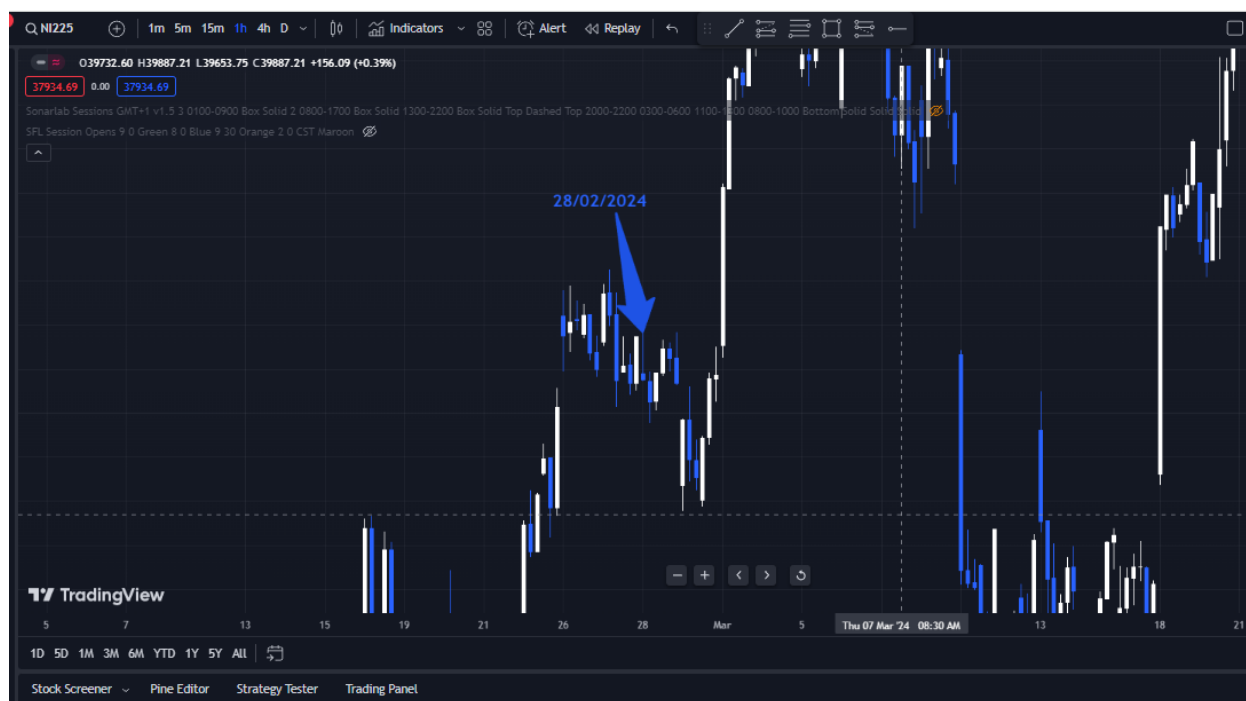 NI225 1m 5m 15m 1h 4h D Indicators Alert Replay
O39732.60 H39887.21 L39653.75 C39887.21 +156.09 (+0.39%)
37934.69 0.00 37934.69
Sonarlab Sessions GMT+1 v1.5 3 0100-0900 Box Solid 2 0800-1700 Box Solid 1300-2200 Box Solid Top Dashed Top 2000-2200 0300-0600 1100- 0800-1000 Bottom Solid Solid
SFL Session Opens 9 0 Green 8 0 Blue 9 30 Orange 2 0 CST Maroon
28/02/2024
TradingView
5 7 13 15 19 21 26 28 Mar 5 Thu 07 Mar '24 08:30 AM 13 18 21
1D 5D 1M 3M 6M YTD 1Y 5Y All
Stock Screener Pine Editor Strategy Tester Trading Panel